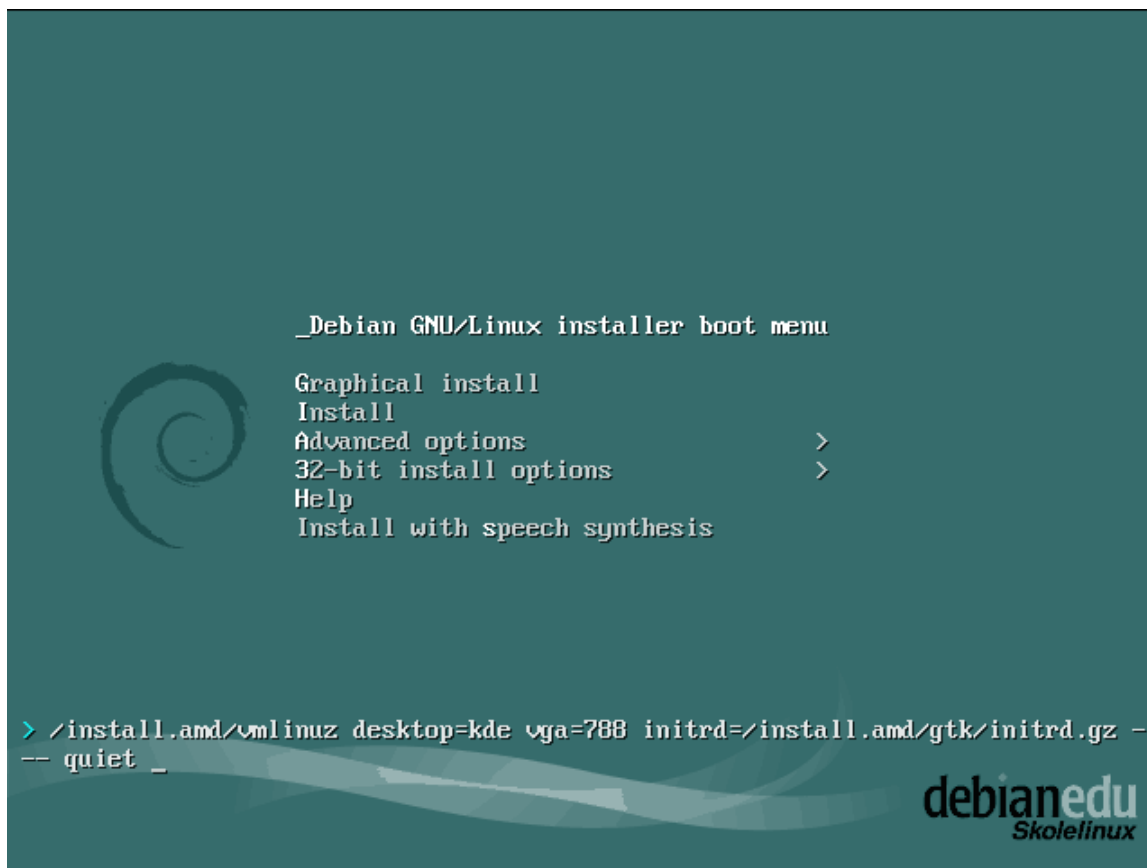 _Debian GNU/Linux installer boot menu
Graphical install
Install
Advanced options >
32-bit install options >
Help
Install with speech synthesis
> /install.amd/vmlinuz desktop=kde vga=788 initrd=/install.amd/gtk/initrd.gz -
-- quiet _
debianedu
Skolelinux